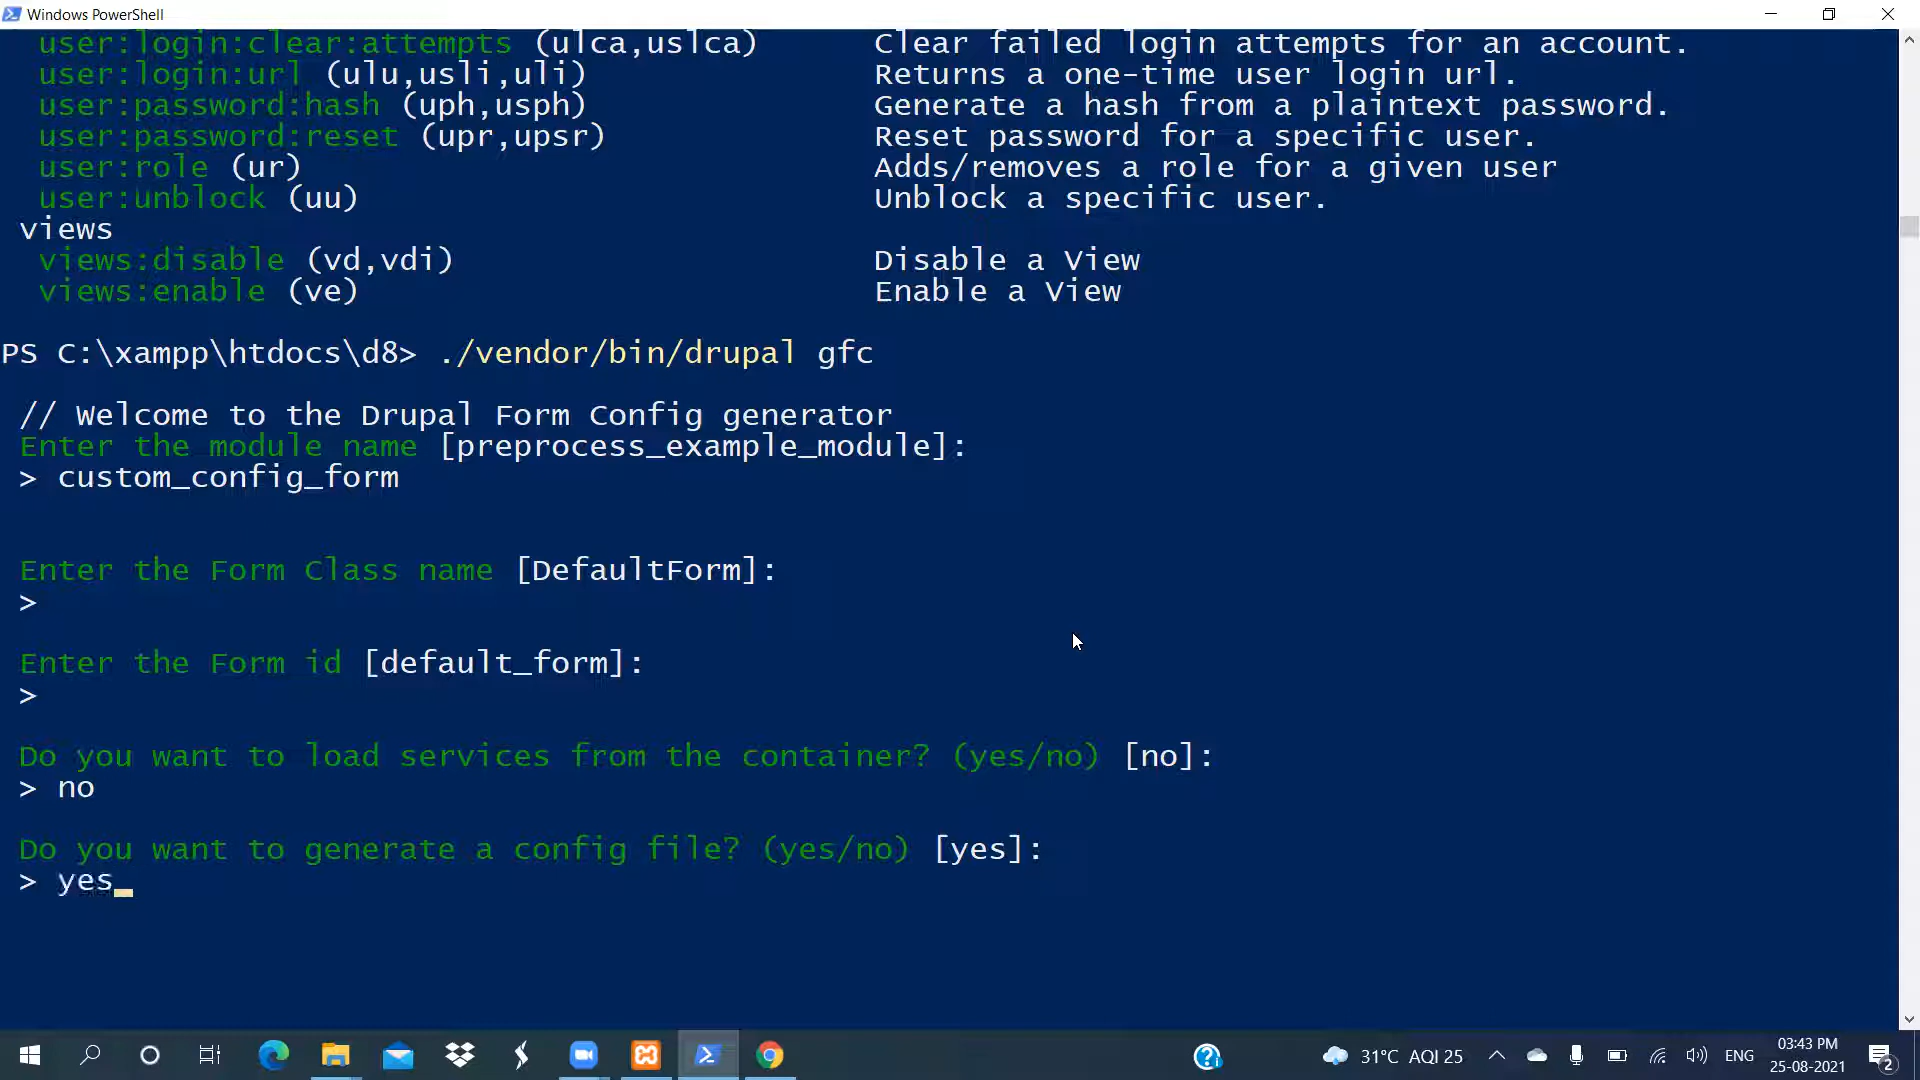 Windows PowerShell
user:login:clear:attempts (ulca,uslca) Clear failed login attempts for an account.
user:login:url (ulu,usli,uli) Returns a one-time user login url.
user:password:hash (uph,usph) Generate a hash from a plaintext password.
user:password:reset (upr,upsr) Reset password for a specific user.
user:role (ur) Adds/removes a role for a given user
user:unblock (uu) Unblock a specific user.
views
views:disable (vd,vdi) Disable a View
views:enable (ve) Enable a View
PS C:\xampp\htdocs\d8> ./vendor/bin/drupal gfc
// Welcome to the Drupal Form Config generator
Enter the module name [preprocess_example_module]:
> custom_config_form
Enter the Form Class name [DefaultForm]:
>
Enter the Form id [default_form]:
>
Do you want to load services from the container? (yes/no) [no]:
> no
Do you want to generate a config file? (yes/no) [yes]:
> yes
31°C AQI 25
ENG
03:43 PM
25-08-2021
2